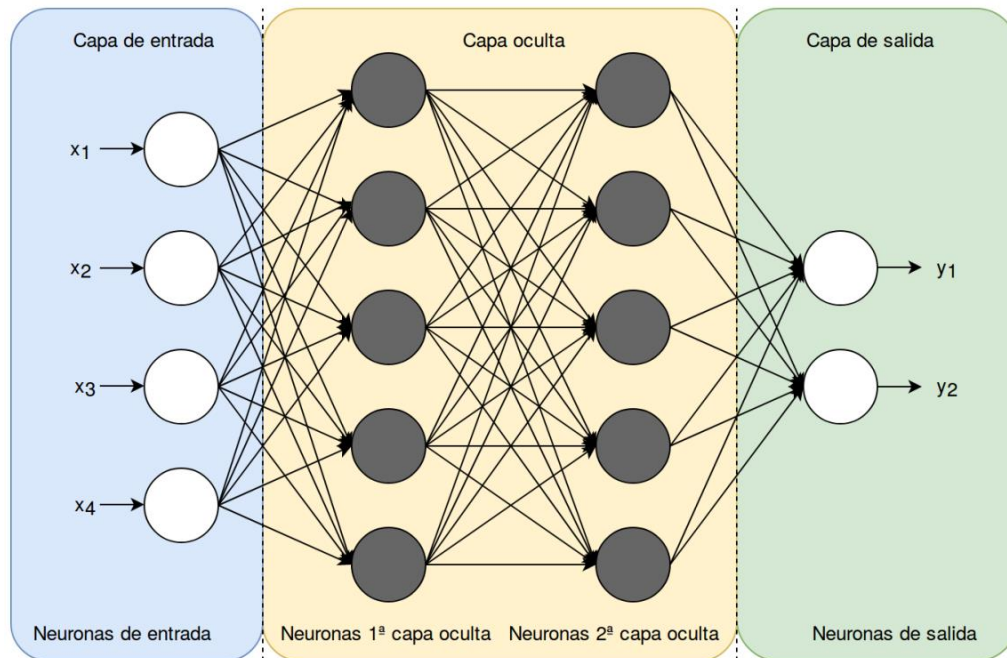 Capa de entrada
Capa oculta
Capa de salida
x1
x2
x3
x4
y1
y2
Neuronas de entrada
Neuronas 1ª capa oculta
Neuronas 2ª capa oculta
Neuronas de salida